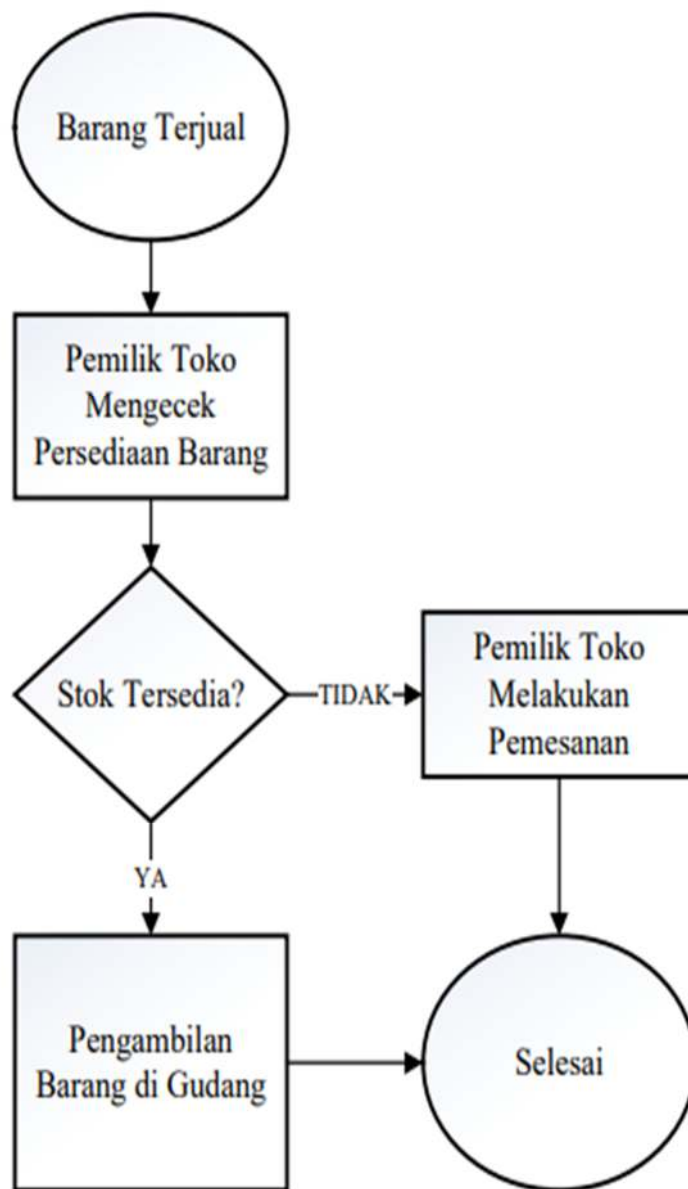 Barang Terjual
Pemilik Toko
Mengecek
Persediaan Barang
Stok Tersedia?
TIDAK
Pemilik Toko
Melakukan
Pemesanan
YA
Pengambilan
Barang di Gudang
Selesai